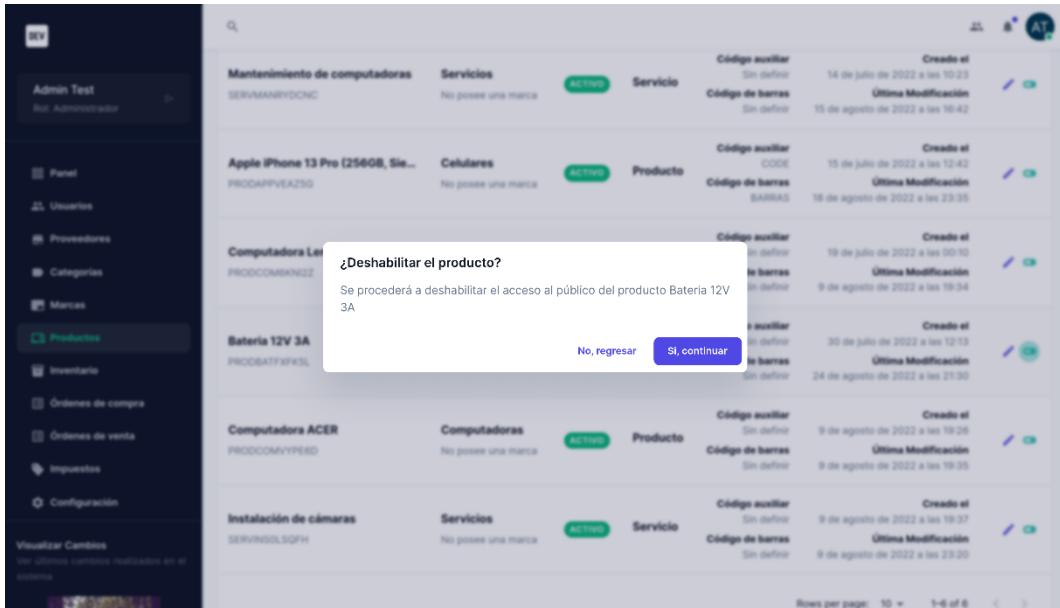 DEV
Admin Test
Rol: Administrador
Panel
Usuarios
Proveedores
Categorías
Marcas
Productos
Inventario
Órdenes de compra
Órdenes de venta
Impuestos
Configuración
Visualizar Cambios
Ver últimos cambios realizados en el
sistema
AT
Mantenimiento de computadoras
SERVMANRYDCNC
Servicios
No posee una marca
ACTIVO
Servicio
Código auxiliar
Sin definir
Código de barras
Sin definir
Creado el
14 de julio de 2022 a las 10:23
Última Modificación
15 de agosto de 2022 a las 16:42
Apple iPhone 13 Pro (256GB, Sie...
PRODAPPVEAZ5G
Celulares
No posee una marca
ACTIVO
Producto
Código auxiliar
CODE
Código de barras
BARRAS
Creado el
15 de julio de 2022 a las 12:42
Última Modificación
18 de agosto de 2022 a las 23:35
Computadora
Código auxiliar
Sin definir
Creado el
19 de julio de 2022 a las 00:10
Última Modificación
9 de agosto de 2022 a las 19:34
¿Deshabilitar el producto?
Se procederá a deshabilitar el acceso al público del producto Bateria 12V
3A
No, regresar
Si, continuar
Bateria 12V 3A
PRODBATFXFK5L
Sin definir
Creado el
30 de julio de 2022 a las 12:13
Última Modificación
24 de agosto de 2022 a las 21:30
Computadora ACER
PRODCOMVYPE6D
Computadoras
No posee una marca
ACTIVO
Producto
Código auxiliar
Sin definir
Código de barras
Sin definir
Creado el
9 de agosto de 2022 a las 19:26
Última Modificación
9 de agosto de 2022 a las 19:35
Instalación de cámaras
SERVINS0LSQFH
Servicios
No posee una marca
ACTIVO
Servicio
Código auxiliar
Sin definir
Código de barras
Sin definir
Creado el
9 de agosto de 2022 a las 19:37
Última Modificación
9 de agosto de 2022 a las 23:20
Rows per page: 10
1–6 of 6